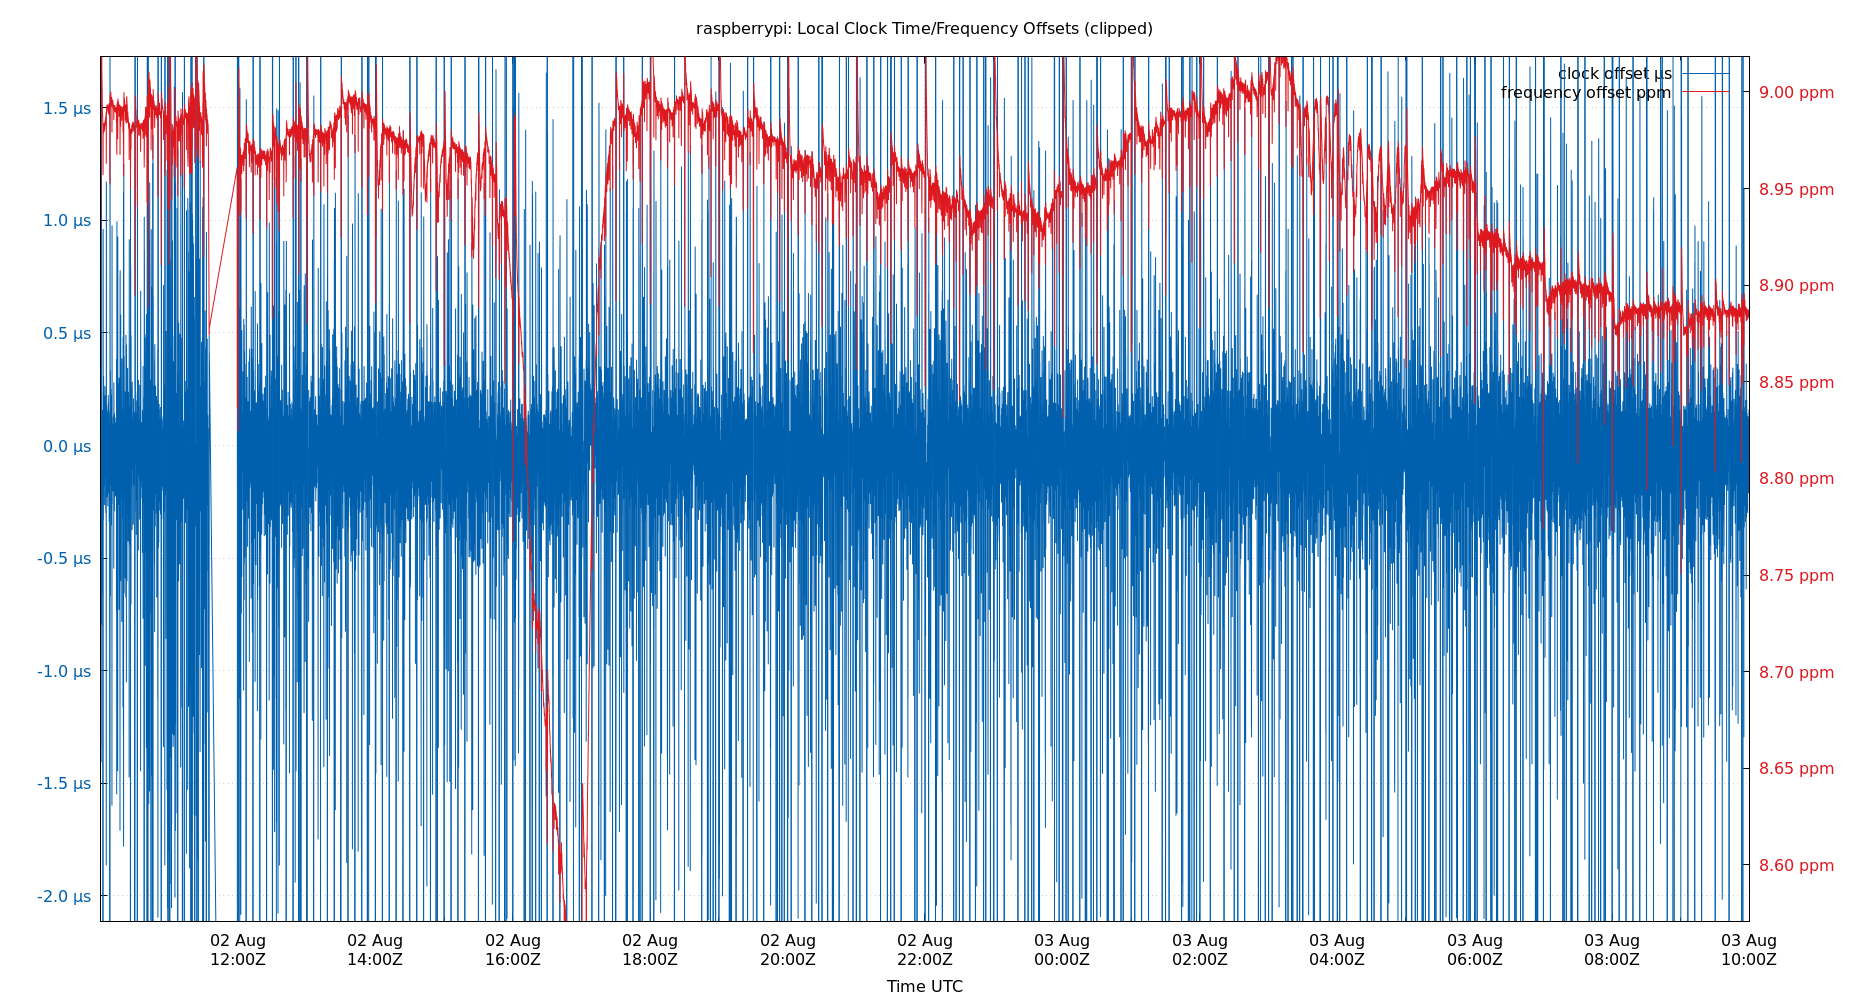 raspberrypi: Local Clock Time/Frequency Offsets (clipped)
clock offset µs
frequency offset ppm
1.5 µs
1.0 µs
0.5 µs
0.0 µs
-0.5 µs
-1.0 µs
-1.5 µs
-2.0 µs
9.00 ppm
8.95 ppm
8.90 ppm
8.85 ppm
8.80 ppm
8.75 ppm
8.70 ppm
8.65 ppm
8.60 ppm
02 Aug 02 Aug 02 Aug 02 Aug 02 Aug 02 Aug 03 Aug 03 Aug 03 Aug 03 Aug 03 Aug 03 Aug
12:00Z 14:00Z 16:00Z 18:00Z 20:00Z 22:00Z 00:00Z 02:00Z 04:00Z 06:00Z 08:00Z 10:00Z
Time UTC